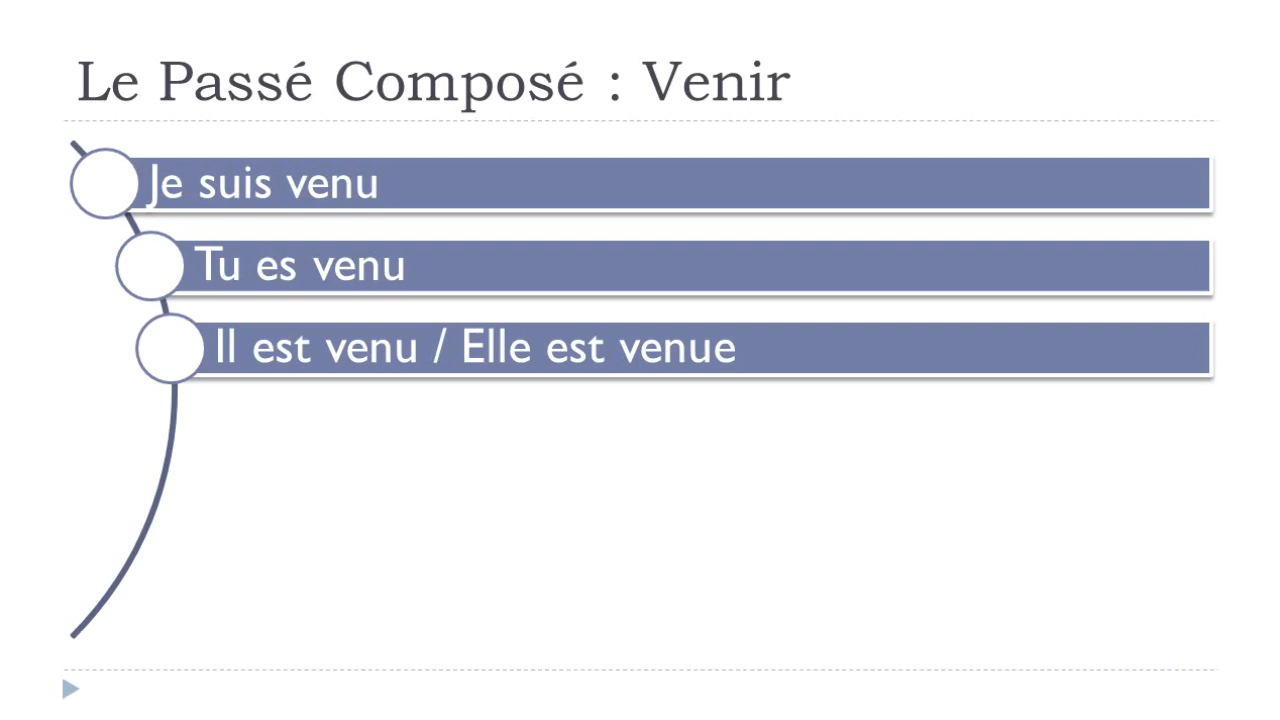 Le Passé Composé : Venir
Je suis venu
Tu es venu
Il est venu / Elle est venue